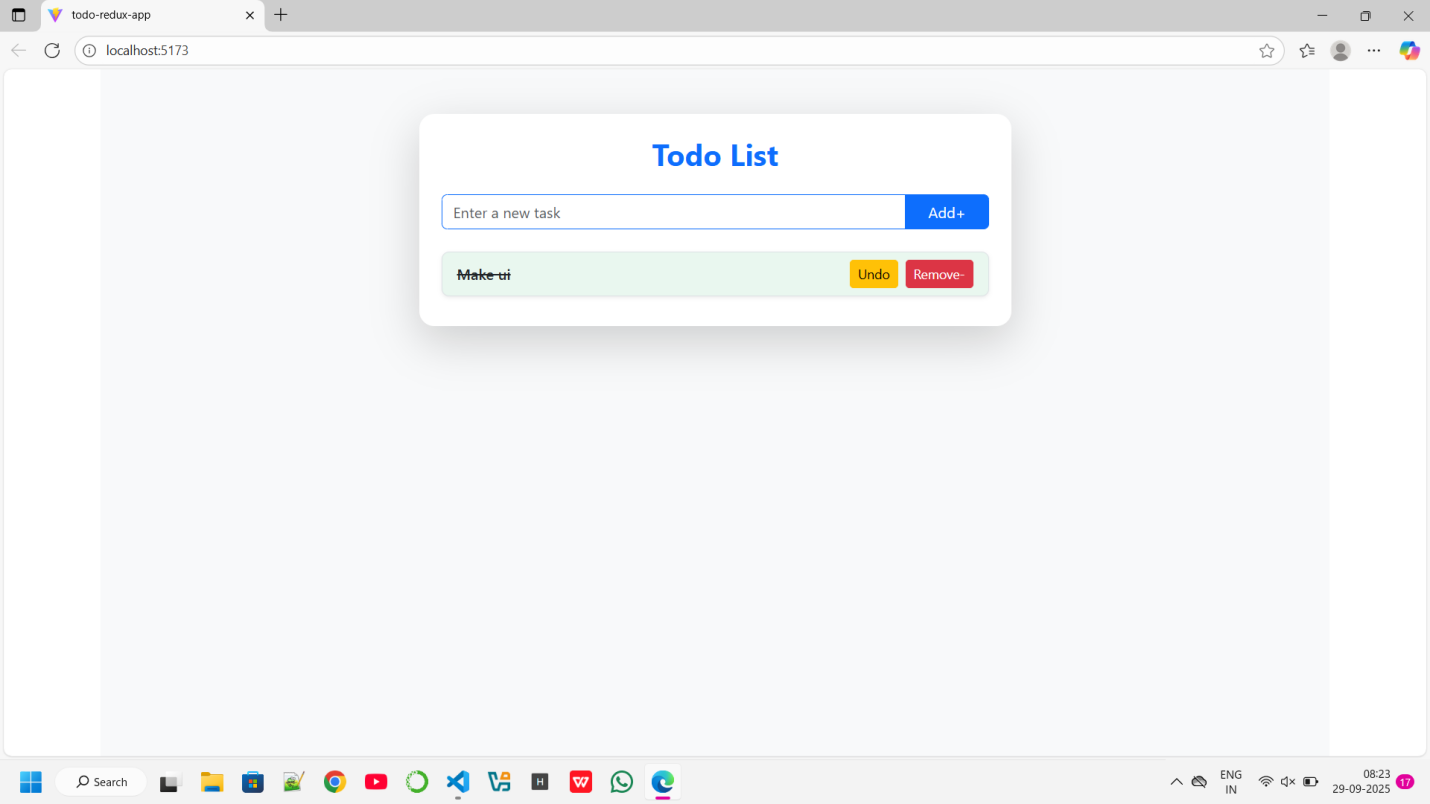 todo-redux-app
localhost:5173
Todo List
Enter a new task
Add+
Make ui
Undo
Remove-
Search
H
W
ENG
IN
08:23
29-09-2025
17